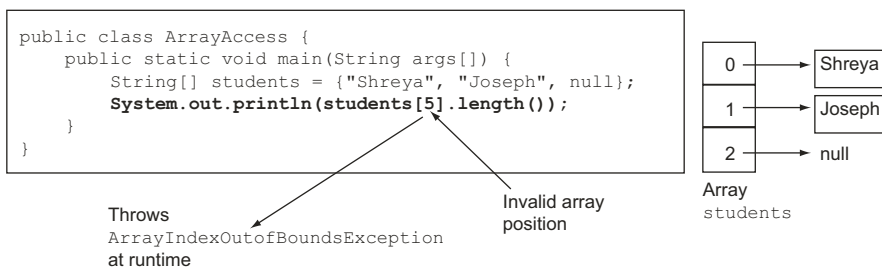 public class ArrayAccess {
public static void main(String args[]) {
String[] students = {"Shreya", "Joseph", null};
System.out.println(students[5].length());
}
}
Throws
ArrayIndexOutofBoundsException
at runtime
Invalid array
position
0
Shreya
1
Joseph
2
null
Array
students